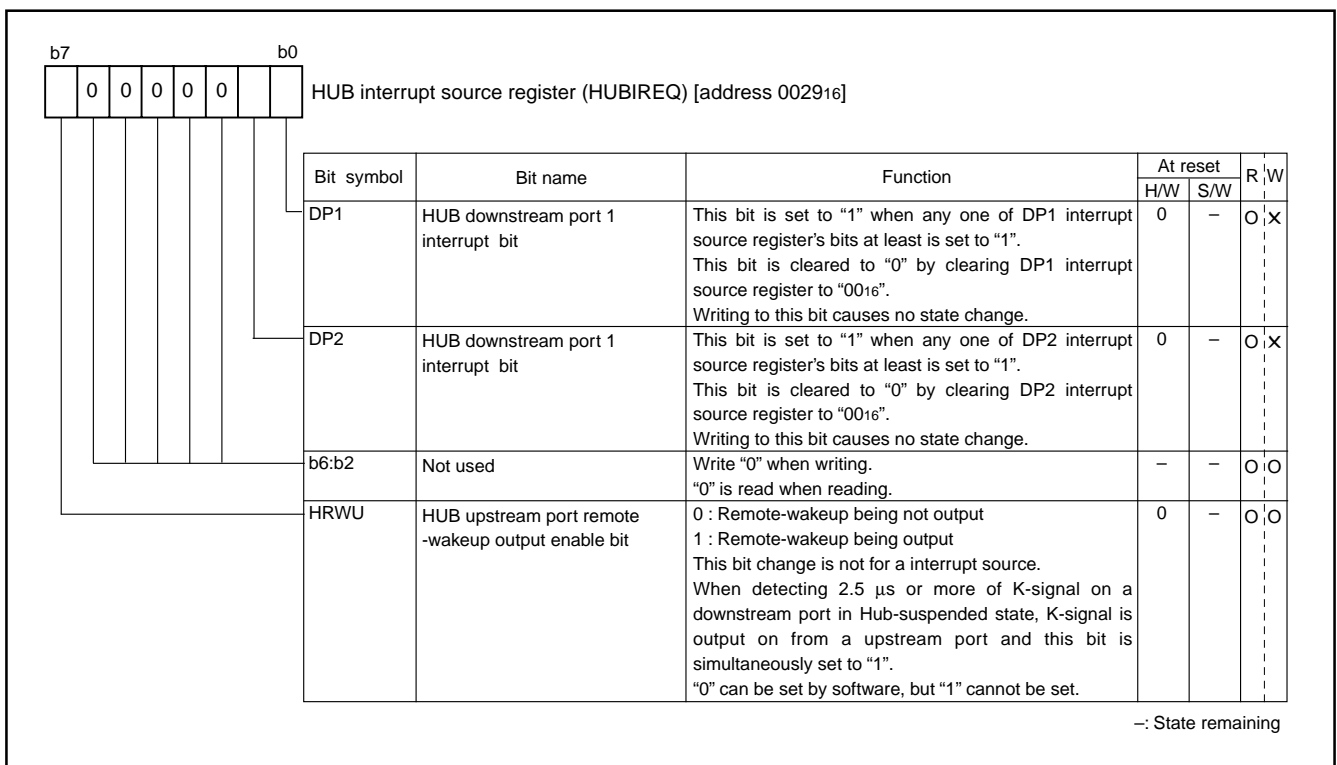 b7 b0
0 0 0 0 0
HUB interrupt source register (HUBIREQ) [address 002916]
Bit symbol Bit name Function At reset R W
H/W S/W
DP1 HUB downstream port 1 This bit is set to “1” when any one of DP1 interrupt 0 – O ×
interrupt bit source register’s bits at least is set to “1”.
This bit is cleared to “0” by clearing DP1 interrupt
source register to “0016”.
Writing to this bit causes no state change.
DP2 HUB downstream port 1 This bit is set to “1” when any one of DP2 interrupt 0 – O ×
interrupt bit source register’s bits at least is set to “1”.
This bit is cleared to “0” by clearing DP2 interrupt
source register to “0016”.
Writing to this bit causes no state change.
b6:b2 Not used Write “0” when writing. – – O O
“0” is read when reading.
HRWU HUB upstream port remote 0 : Remote-wakeup being not output 0 – O O
-wakeup output enable bit 1 : Remote-wakeup being output
This bit change is not for a interrupt source.
When detecting 2.5 μs or more of K-signal on a
downstream port in Hub-suspended state, K-signal is
output on from a upstream port and this bit is
simultaneously set to “1”.
“0” can be set by software, but “1” cannot be set.
–: State remaining